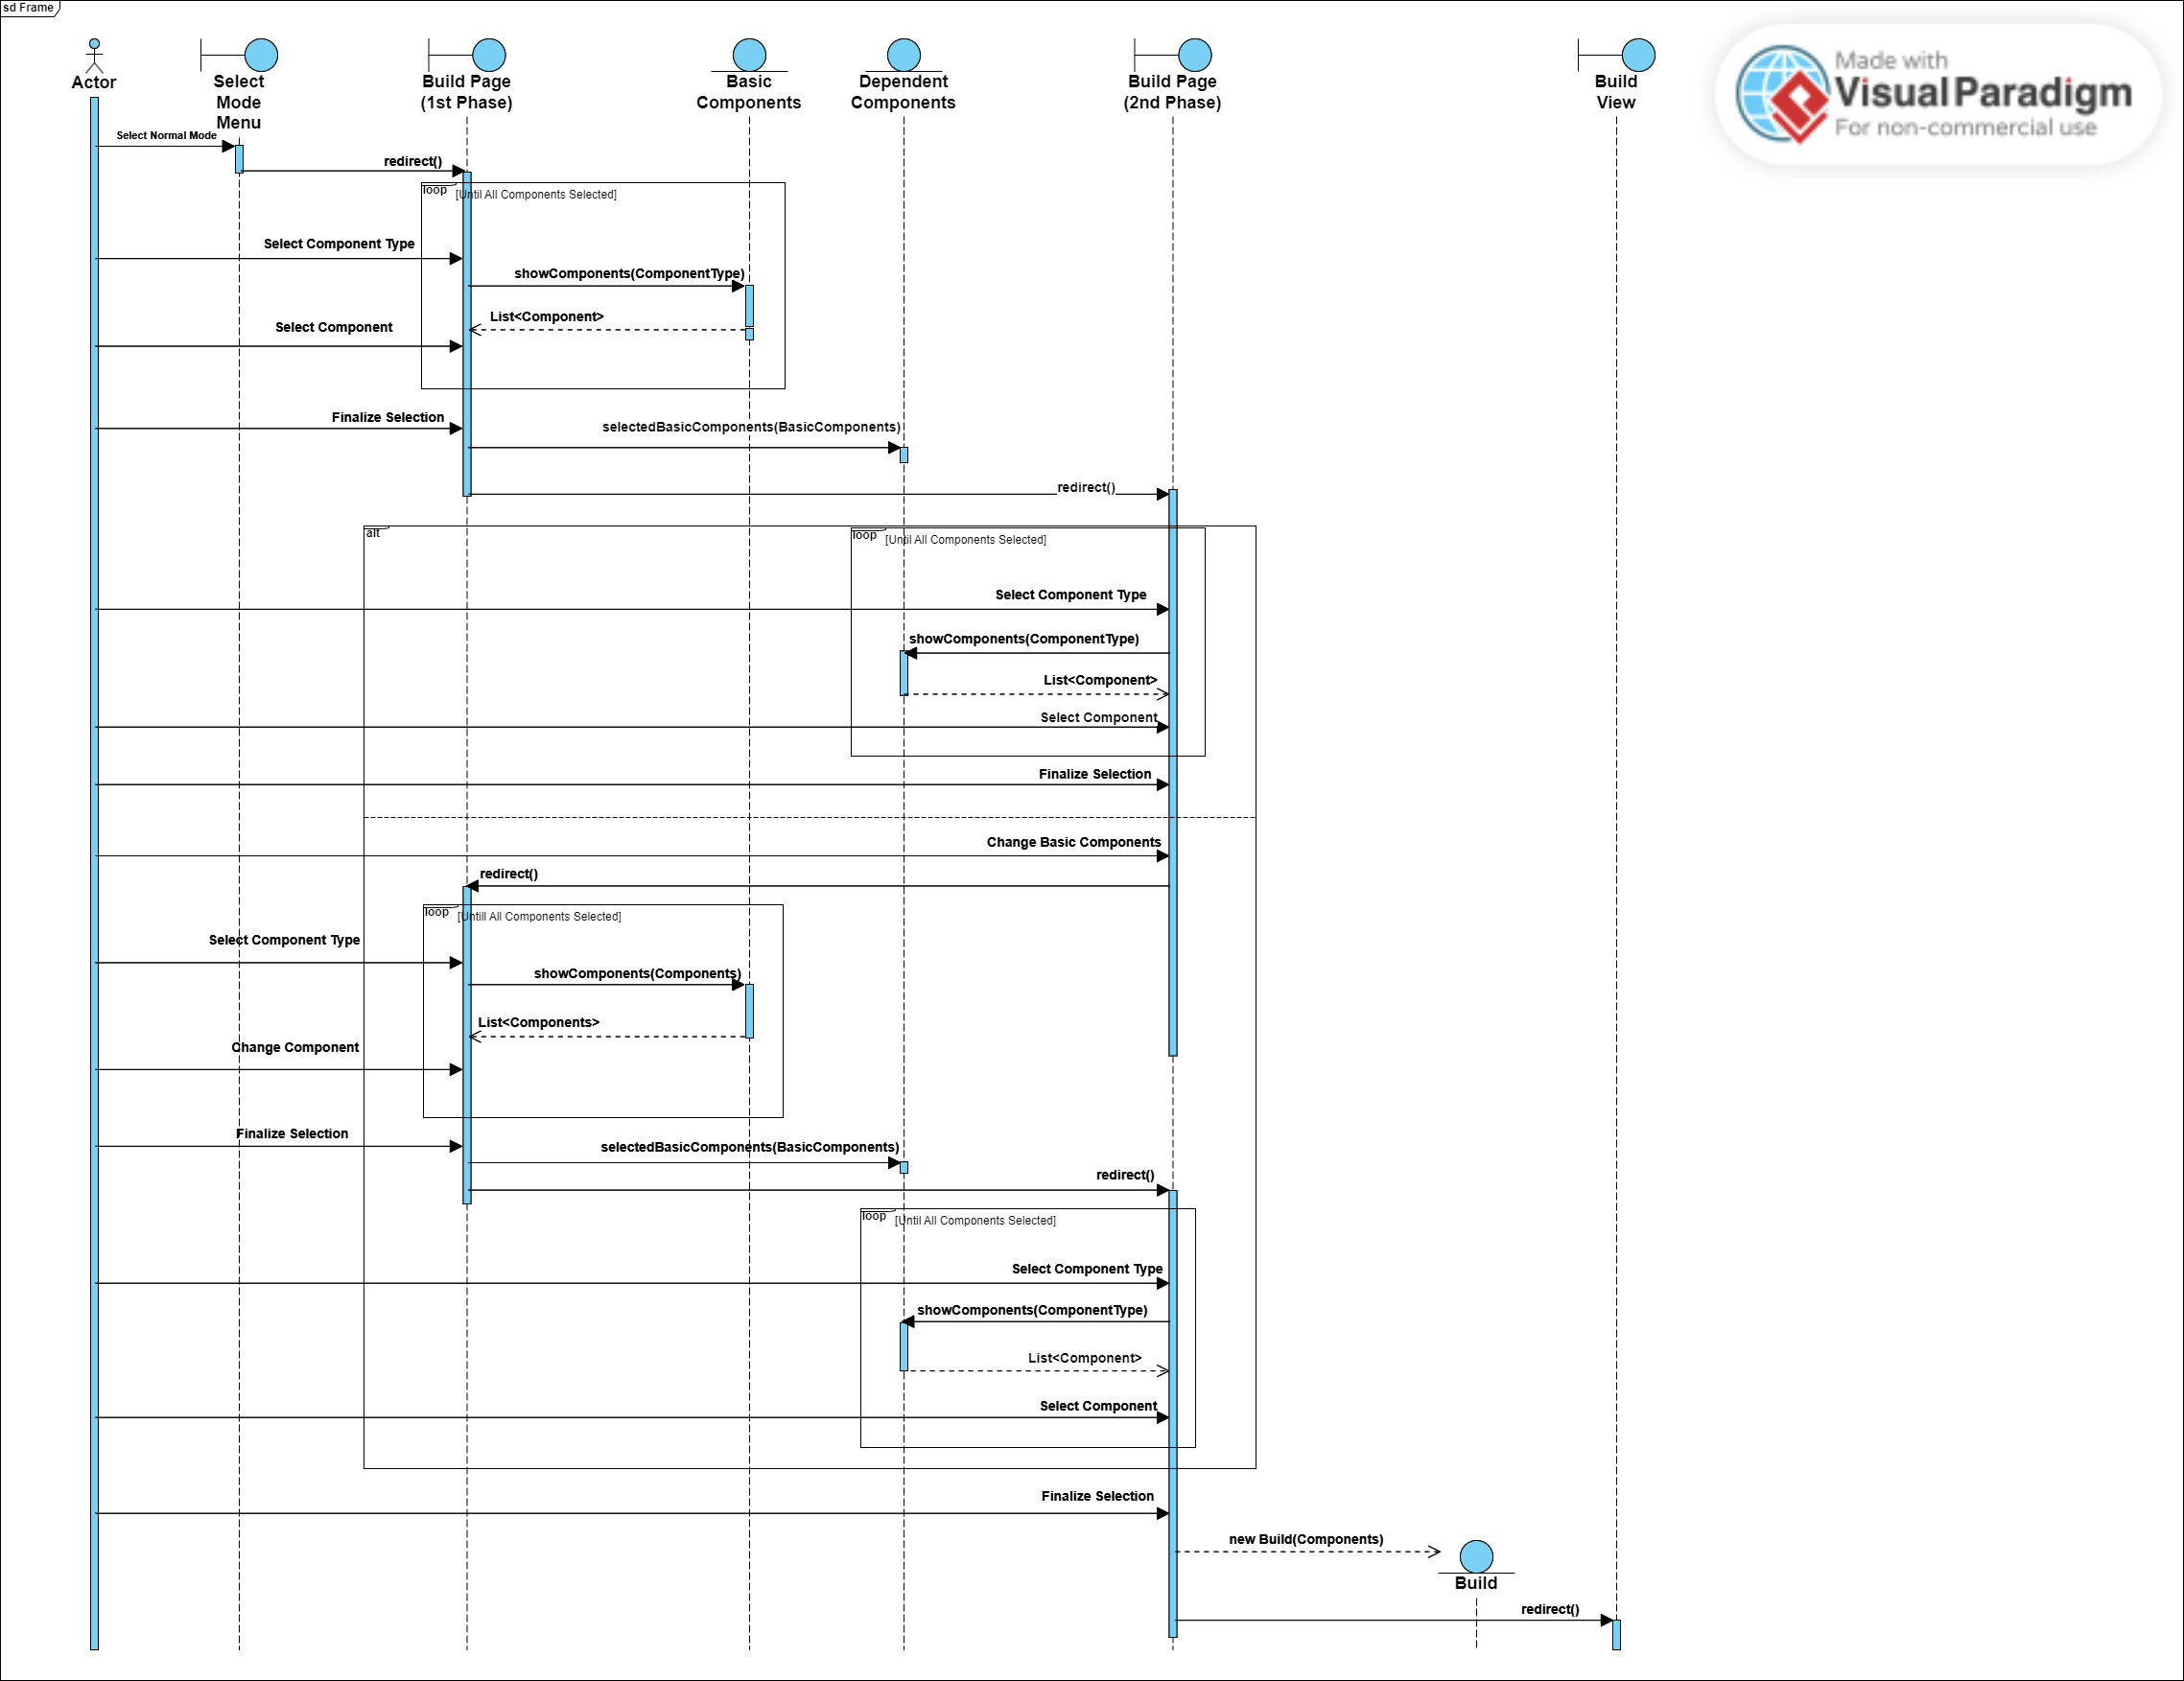 sd Frame
Made with
Visual Paradigm
For non-commercial use
Actor
Select
Mode
Menu
Build Page
(1st Phase)
Basic
Components
Dependent
Components
Build Page
(2nd Phase)
Build
View
Select Normal Mode
redirect()
loop
[Until All Components Selected]
Select Component Type
showComponents(ComponentType)
List<Component>
Select Component
Finalize Selection
selectedBasicComponents(BasicComponents)
redirect()
alt
loop
[Until All Components Selected]
Select Component Type
showComponents(ComponentType)
List<Component>
Select Component
Finalize Selection
Change Basic Components
redirect()
loop
[Untill All Components Selected]
Select Component Type
showComponents(Components)
List<Components>
Change Component
Finalize Selection
selectedBasicComponents(BasicComponents)
redirect()
loop
[Until All Components Selected]
Select Component Type
showComponents(ComponentType)
List<Component>
Select Component
Finalize Selection
new Build(Components)
Build
redirect()